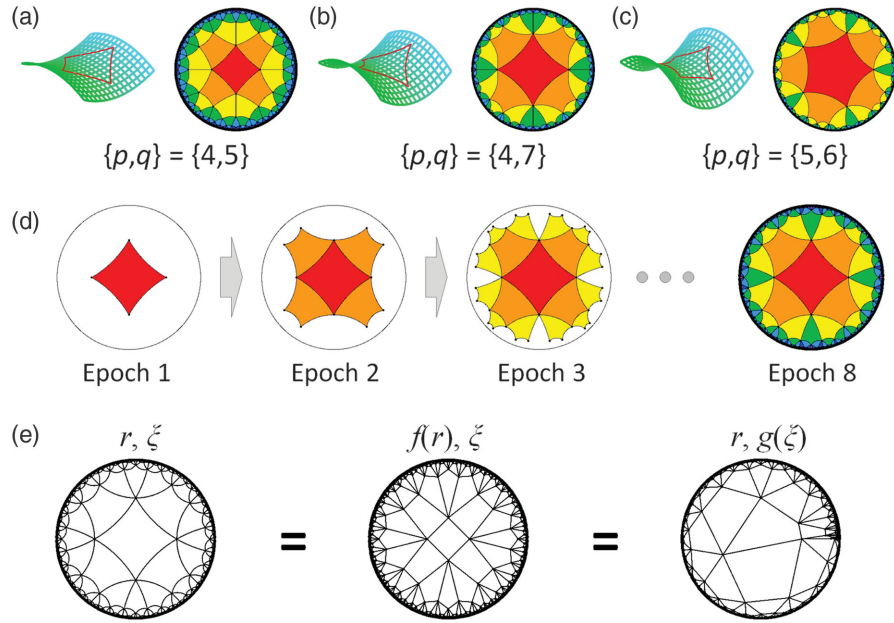 (a) (b) (c)
{p,q} = {4,5} {p,q} = {4,7} {p,q} = {5,6}
(d)
Epoch 1 Epoch 2 Epoch 3 Epoch 8
(e)
r, ξ f(r), ξ r, g(ξ)
= =